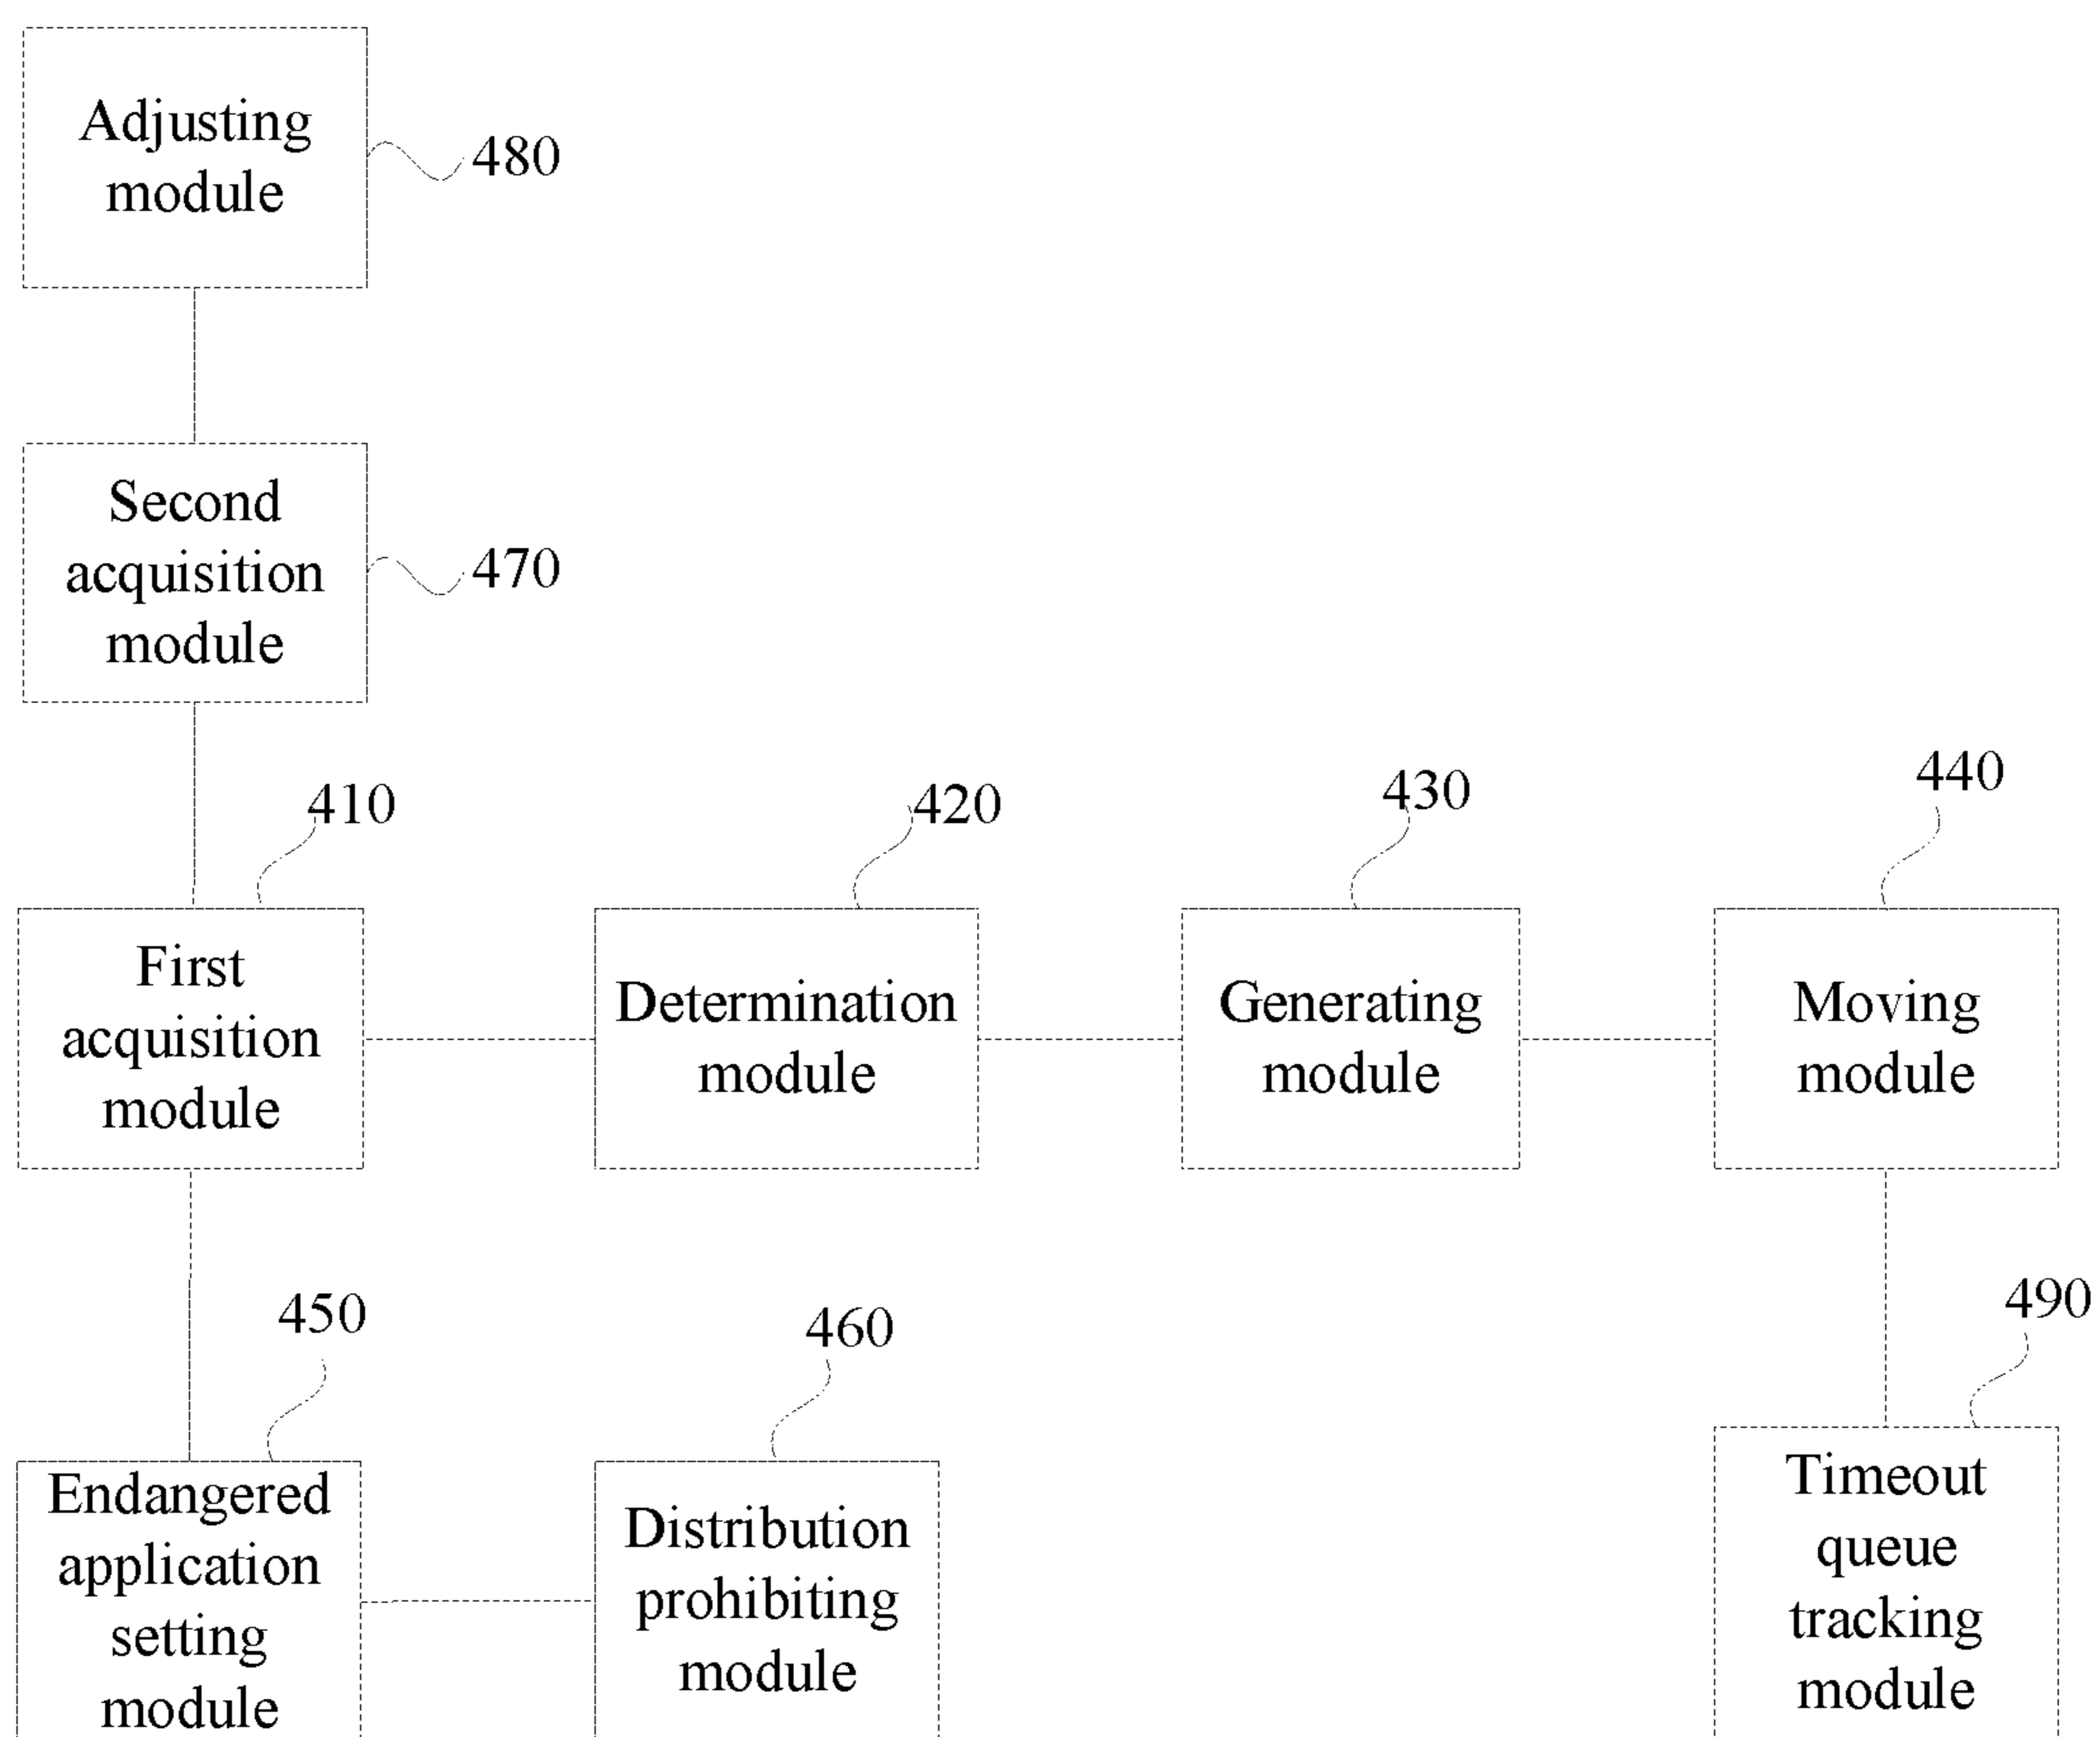 Adjusting
module
480
Second
acquisition
module
470
410
420
430
440
First
acquisition
module
Determination
module
Generating
module
Moving
module
450
460
490
Endangered
application
setting
module
Distribution
prohibiting
module
Timeout
queue
tracking
module